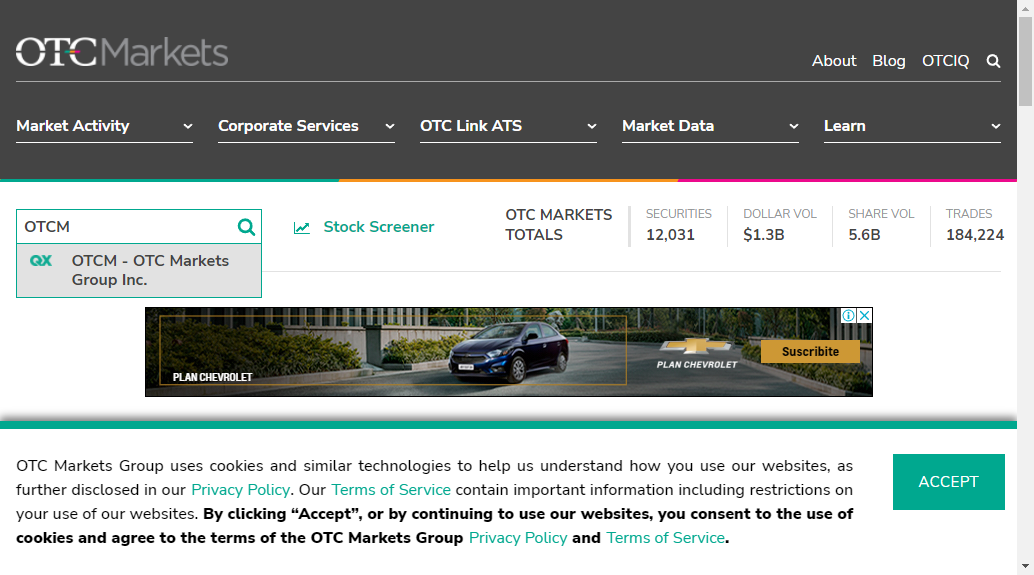 OTCMarkets
About Blog OTCIQ
Market Activity Corporate Services OTC Link ATS Market Data Learn
OTCM
Stock Screener
OTC MARKETS
TOTALS
SECURITIES
12,031
DOLLAR VOL
$1.3B
SHARE VOL
5.6B
TRADES
184,224
QX
OTCM - OTC Markets
Group Inc.
PLAN CHEVROLET
PLAN CHEVROLET
Suscribite
OTC Markets Group uses cookies and similar technologies to help us understand how you use our websites, as
further disclosed in our Privacy Policy. Our Terms of Service contain important information including restrictions on
your use of our websites. By clicking “Accept”, or by continuing to use our websites, you consent to the use of
cookies and agree to the terms of the OTC Markets Group Privacy Policy and Terms of Service.
ACCEPT